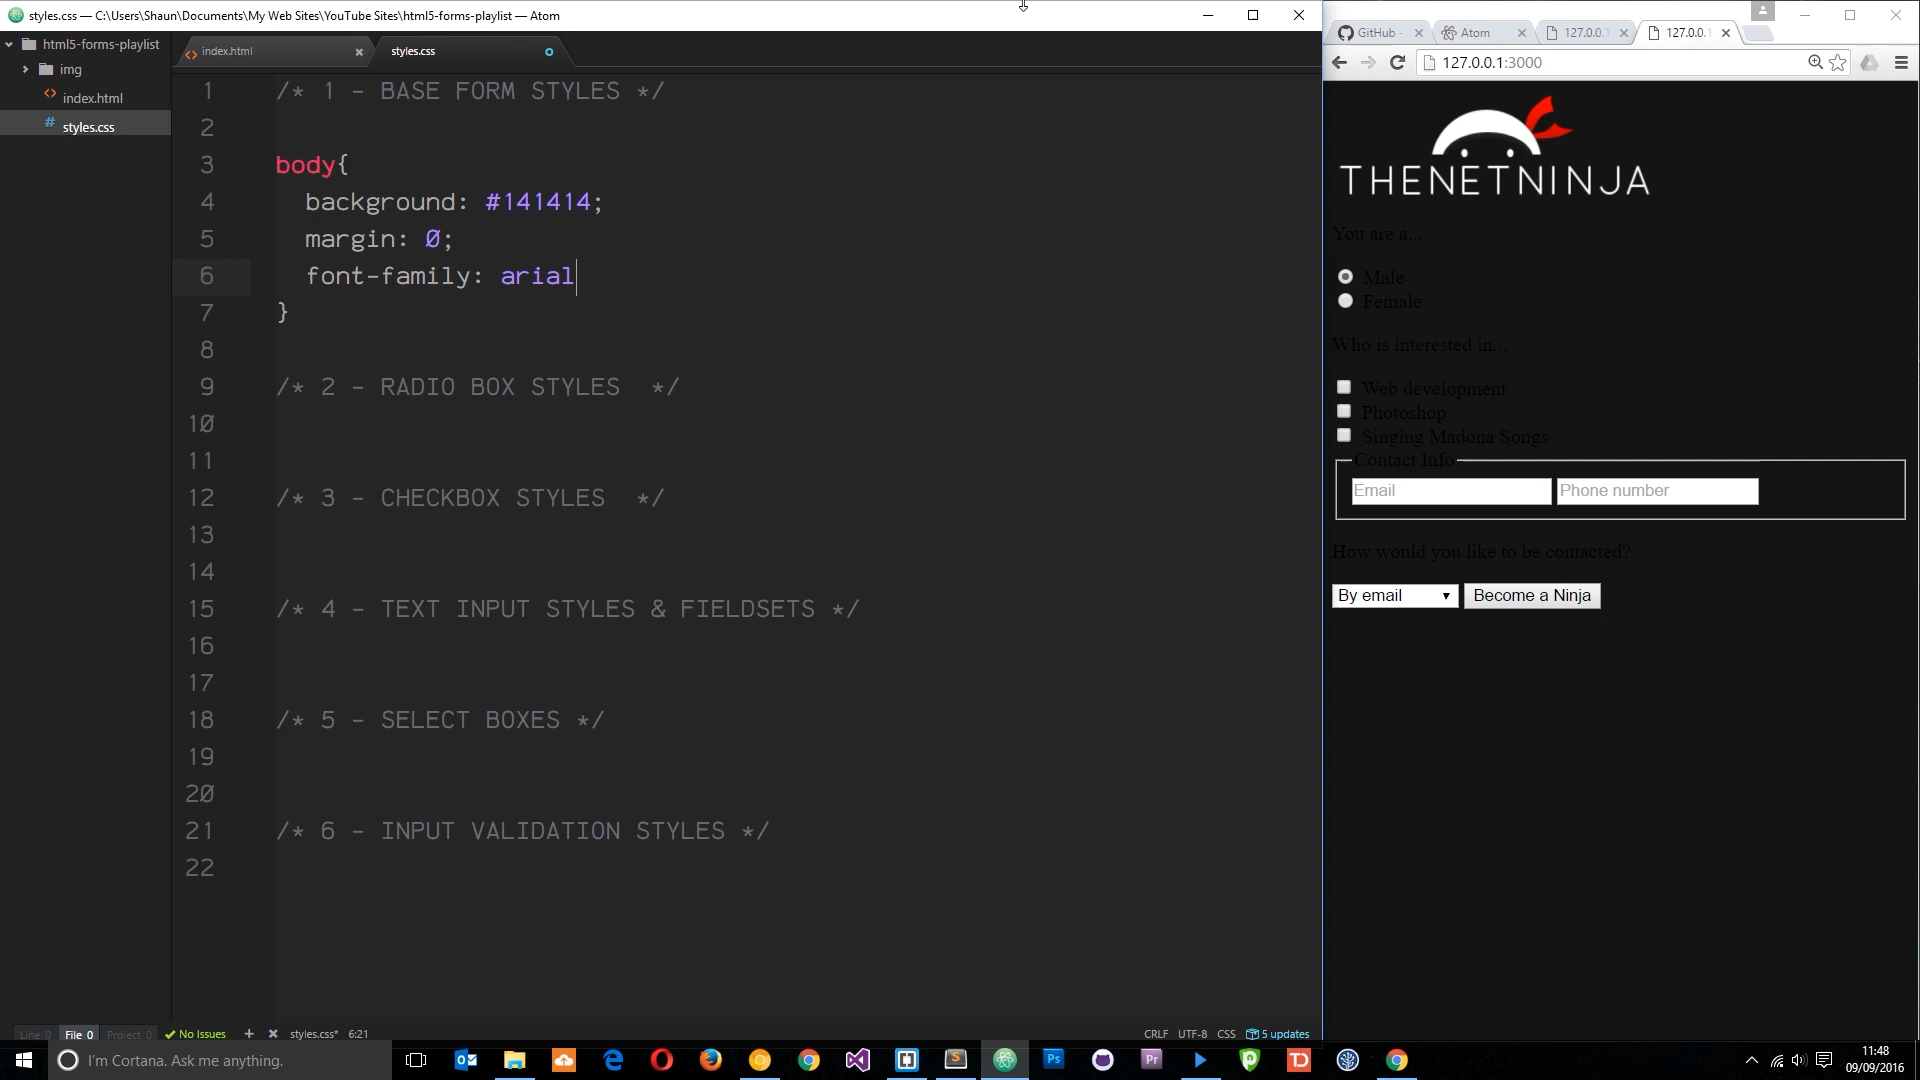 styles.css — C:\Users\Shaun\Documents\My Web Sites\YouTube Sites\html5-forms-playlist — Atom
html5-forms-playlist
img
index.html
styles.css
index.html
styles.css
1 /* 1 - BASE FORM STYLES */
2
3 body{
4 background: #141414;
5 margin: 0;
6 font-family: arial
7 }
8
9 /* 2 - RADIO BOX STYLES  */
10
11
12 /* 3 - CHECKBOX STYLES  */
13
14
15 /* 4 - TEXT INPUT STYLES & FIELDSETS */
16
17
18 /* 5 - SELECT BOXES */
19
20
21 /* 6 - INPUT VALIDATION STYLES */
22
Line 0 File 0 Project 0 No Issues + styles.css* 6:21
CRLF UTF-8 CSS 5 updates
GitHub - Atom 127.0.0.1 127.0.0.1
127.0.0.1:3000
THENETNINJA
You are a...
Male
Female
Who is interested in...
Web development
Photoshop
Singing Madona Songs
Contact Info
Email Phone number
How would you like to be contacted?
By email Become a Ninja
I'm Cortana. Ask me anything.
Ps
Pr
TD
11:48
09/09/2016